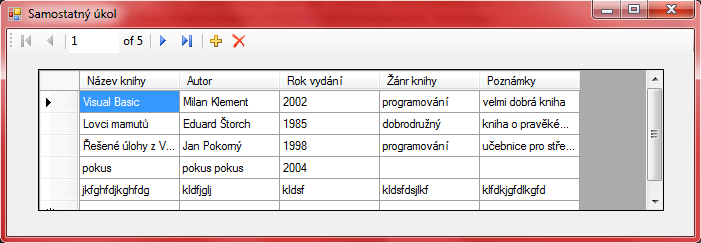 Samostatný úkol
1 of 5
Název knihy Autor Rok vydání Žánr knihy Poznámky
Visual Basic Milan Klement 2002 programování velmi dobrá kniha
Lovci mamutů Eduard Štorch 1985 dobrodružný kniha o pravěké...
Řešené úlohy z V... Jan Pokorný 1998 programování učebnice pro stře...
pokus pokus pokus 2004
jkfghfdjkghfdg kldfjglj kldsf kldsfdsjlkf klfdkjgfdlkgfd